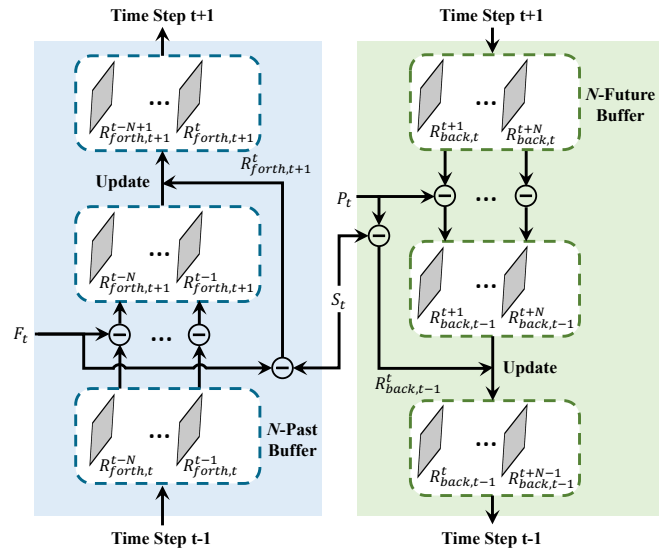 Time Step t+1
... 
R^{t-N+1}_{forth,t+1} R^{t}_{forth,t+1}
R^{t}_{forth,t+1}
Update
...
R^{t-N}_{forth,t+1} R^{t-1}_{forth,t+1}
F_t
− ... −
−
...
N-Past
Buffer
R^{t-N}_{forth,t} R^{t-1}_{forth,t}
Time Step t-1
S_t
Time Step t+1
...
N-Future
Buffer
R^{t+1}_{back,t} R^{t+N}_{back,t}
P_t
− ... −
−
...
R^{t+1}_{back,t-1} R^{t+N}_{back,t-1}
Update
R^{t}_{back,t-1}
...
R^{t}_{back,t-1} R^{t+N-1}_{back,t-1}
Time Step t-1